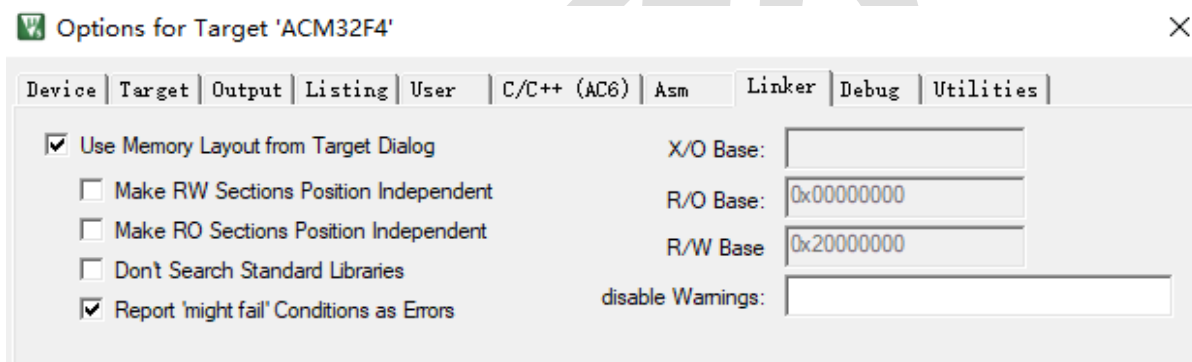 Options for Target 'ACM32F4'
Device Target Output Listing User C/C++ (AC6) Asm Linker Debug Utilities
Use Memory Layout from Target Dialog
X/O Base:
Make RW Sections Position Independent
R/O Base: 0x00000000
Make RO Sections Position Independent
R/W Base 0x20000000
Don't Search Standard Libraries
disable Warnings:
Report 'might fail' Conditions as Errors